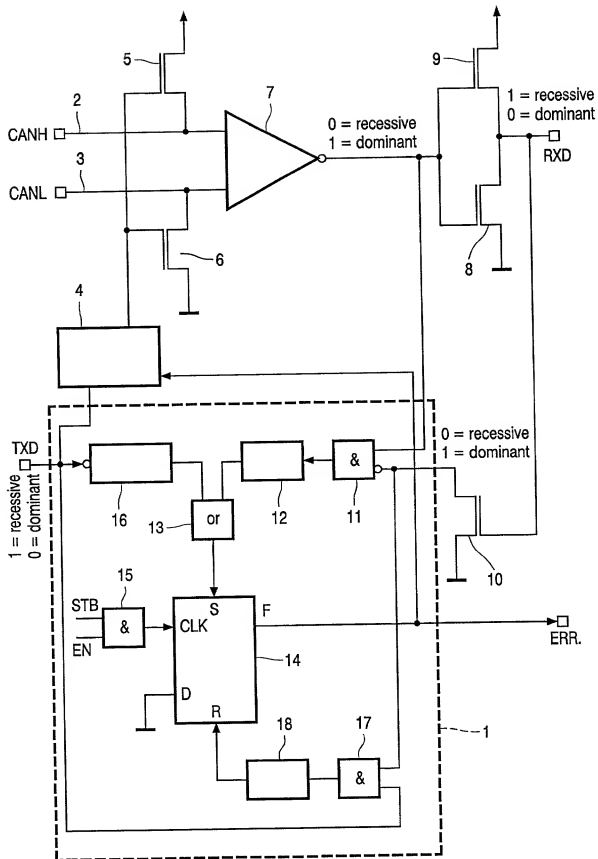 5
9
2
7
1 = recessive
0 = dominant
CANH
0 = recessive
1 = dominant
RXD
3
CANL
6
8
4
TXD
1 = recessive
0 = dominant
0 = recessive
1 = dominant
&
16
12
11
13
or
10
15
STB
&
EN
S
F
CLK
14
ERR.
D
R
18
17
&
1